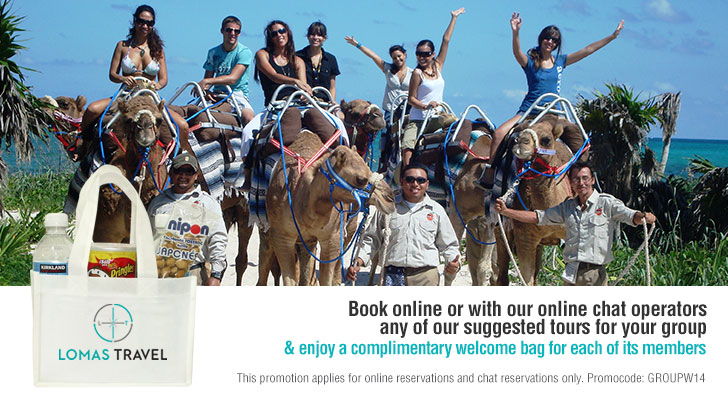 nipon
JAPONES
KIRKLAND
Pringles
LOMAS TRAVEL
Book online or with our online chat operators
any of our suggested tours for your group
& enjoy a complimentary welcome bag for each of its members
This promotion applies for online reservations and chat reservations only. Promocode: GROUPW14